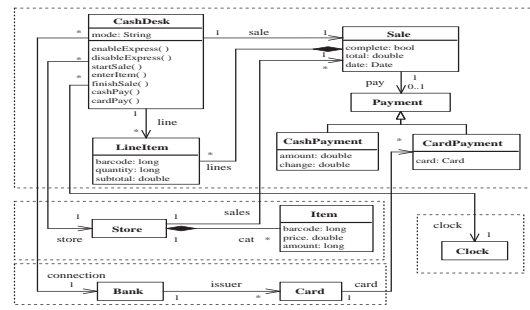 CashDesk
mode: String
enableExpress( )
disableExpress( )
startSale( )
enterItem( )
finishSale( )
cashPay( )
cardPay( )
*
*
*
1
sale
1
Sale
complete: bool
total: double
date: Date
1
*
pay
1
0..1
Payment
1
line
*
LineItem
barcode: long
quantity: long
subtotal: double
*
lines
CashPayment
amount: double
change: double
*
CardPayment
card: Card
1
store
Store
1
sales
1
cat
*
Item
barcode: long
price. double
amount: long
clock
1
Clock
connection
1
Bank
issuer
1
*
Card
card
1